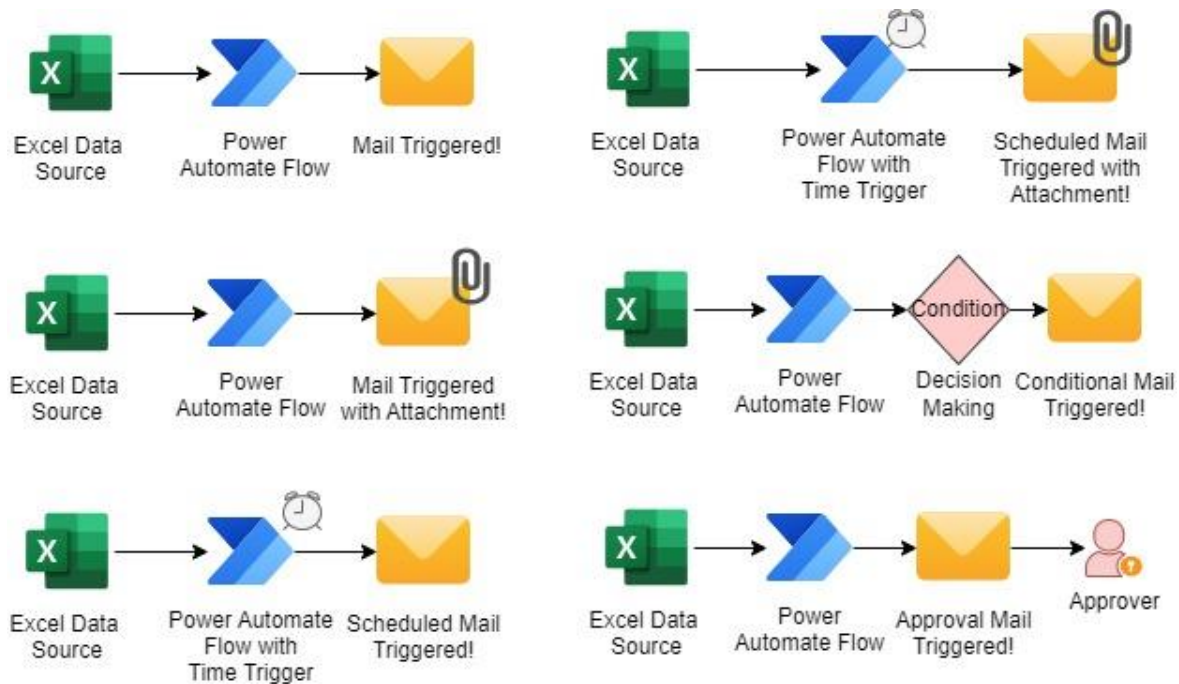 Excel Data
Source
Power
Automate Flow
Mail Triggered!
Excel Data
Source
Power Automate
Flow with
Time Trigger
Scheduled Mail
Triggered with
Attachment!
Excel Data
Source
Power
Automate Flow
Mail Triggered
with Attachment!
Excel Data
Source
Power
Automate Flow
Condition
Decision
Making
Conditional Mail
Triggered!
Excel Data
Source
Power Automate
Flow with
Time Trigger
Scheduled Mail
Triggered!
Excel Data
Source
Power
Automate Flow
Approval Mail
Triggered!
Approver